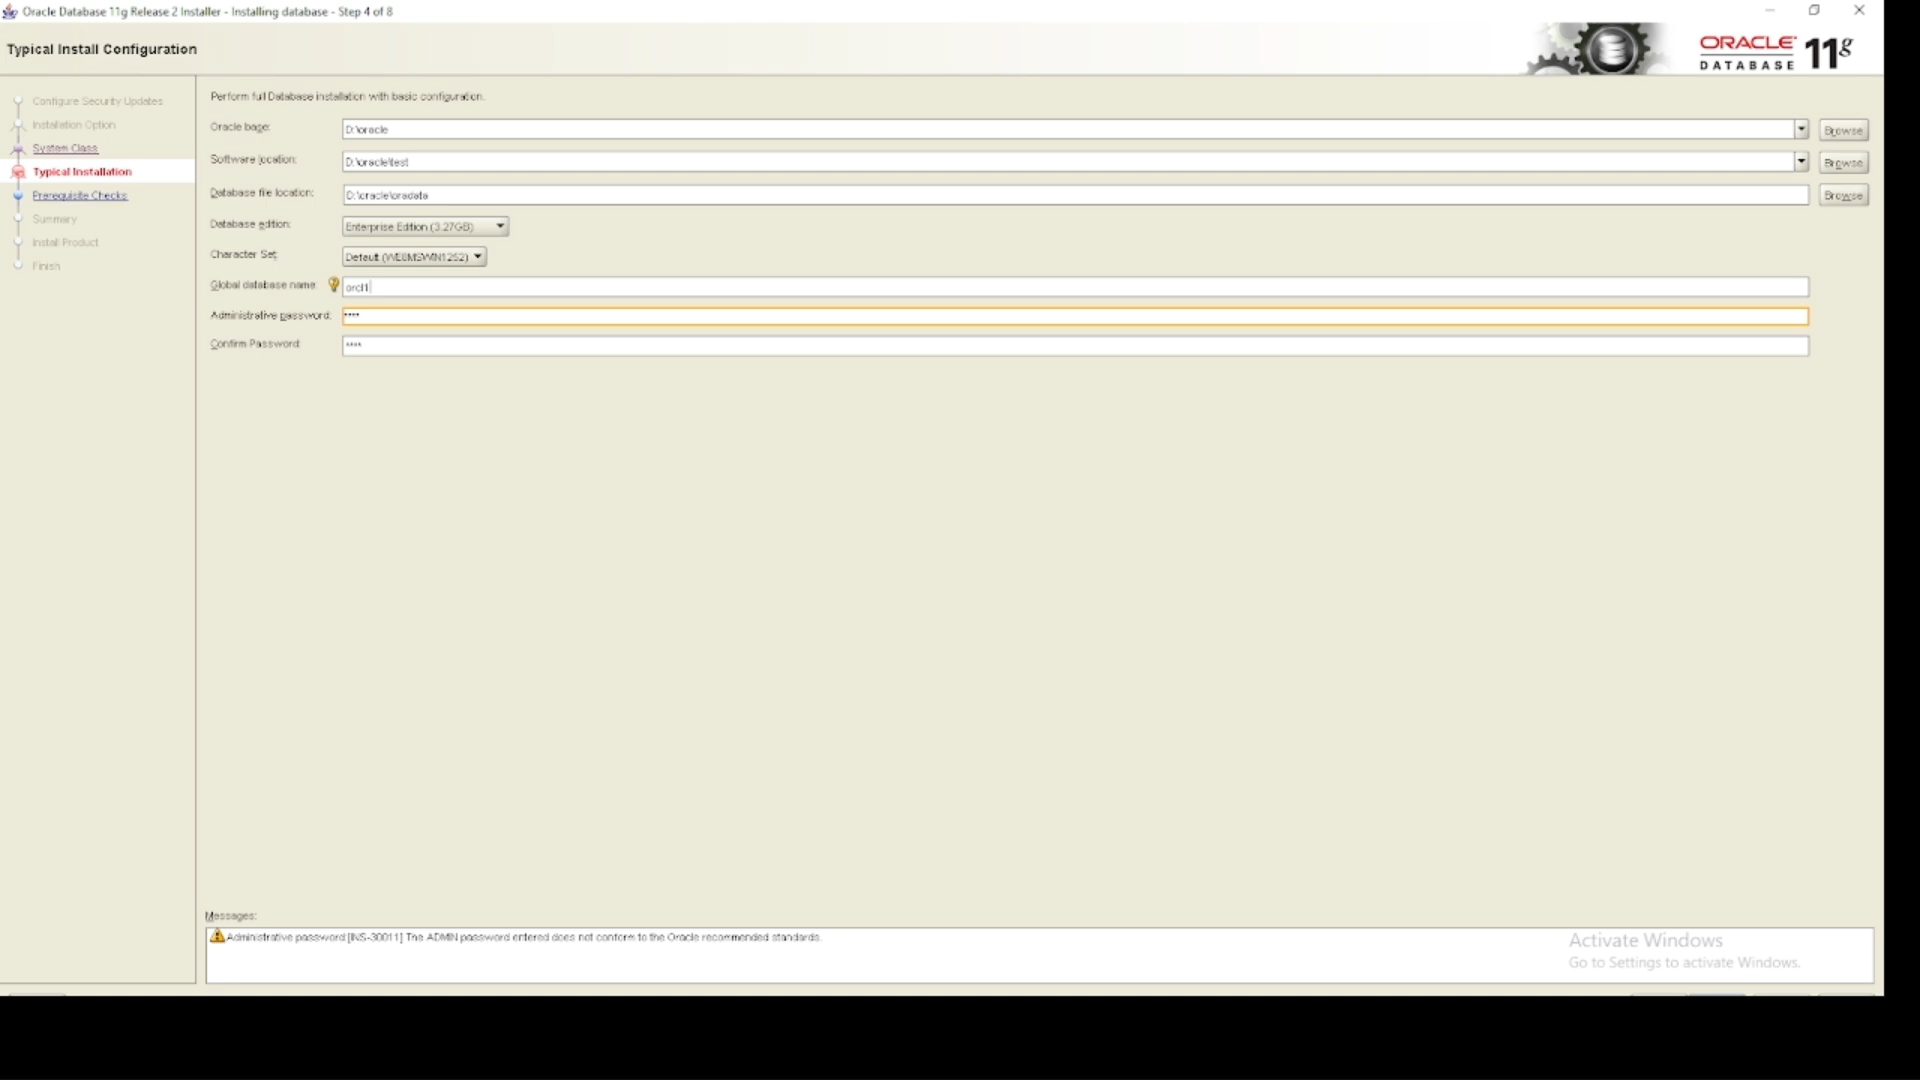 Oracle Database 11g Release 2 Installer - Installing database - Step 4 of 8
Typical Install Configuration
ORACLE
DATABASE 11g
Configure Security Updates
Installation Option
System Class
Typical Installation
Prerequisite Checks
Summary
Install Product
Finish
Perform full Database installation with basic configuration.
Oracle base: D:\oracle Browse
Software location: D:\oracle\test Browse
Database file location: D:\oracle\oradata Browse
Database edition: Enterprise Edition (3.27GB)
Character Set: Default (WE8MSWIN1252)
Global database name: orcl1
Administrative password: ****
Confirm Password: ****
Messages:
Administrative password:[INS-30011] The ADMIN password entered does not conform to the Oracle recommended standards.
Activate Windows
Go to Settings to activate Windows.